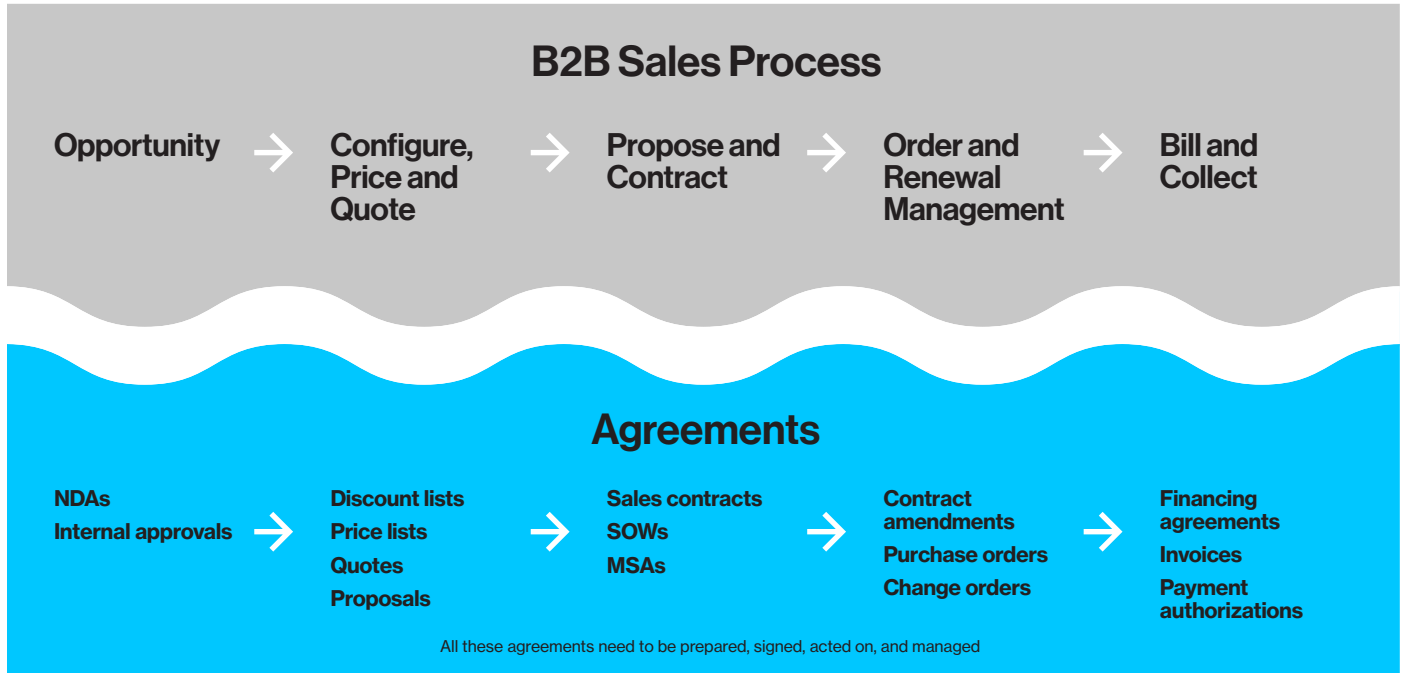 B2B Sales Process
Opportunity
Configure,
Price and
Quote
Propose and
Contract
Order and
Renewal
Management
Bill and
Collect
Agreements
NDAs
Internal approvals
Discount lists
Price lists
Quotes
Proposals
Sales contracts
SOWs
MSAs
Contract
amendments
Purchase orders
Change orders
Financing
agreements
Invoices
Payment
authorizations
All these agreements need to be prepared, signed, acted on, and managed